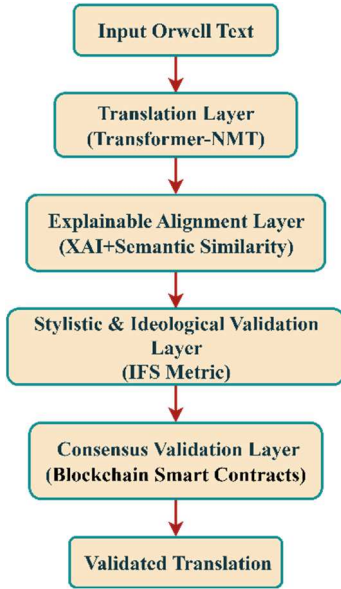 Input Orwell Text
Translation Layer
(Transformer-NMT)
Explainable Alignment Layer
(XAI+Semantic Similarity)
Stylistic & Ideological Validation
Layer
(IFS Metric)
Consensus Validation Layer
(Blockchain Smart Contracts)
Validated Translation